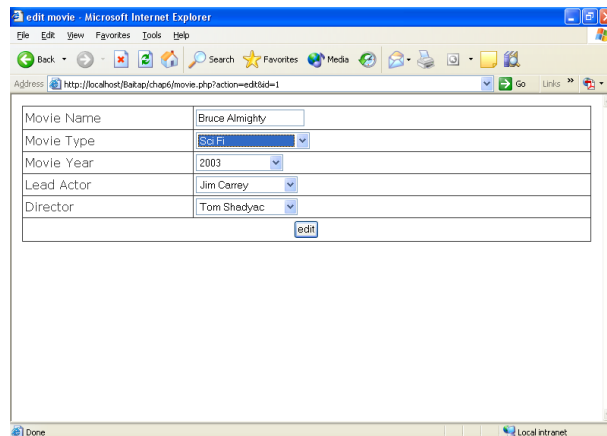 edit movie - Microsoft Internet Explorer
File Edit View Favorites Tools Help
Back Search Favorites Media
Address http://localhost/Baitap/chap6/movie.php?action=edit&id=1 Go Links »
Movie Name Bruce Almighty
Movie Type Sci Fi
Movie Year 2003
Lead Actor Jim Carrey
Director Tom Shadyac
edit
Done Local intranet